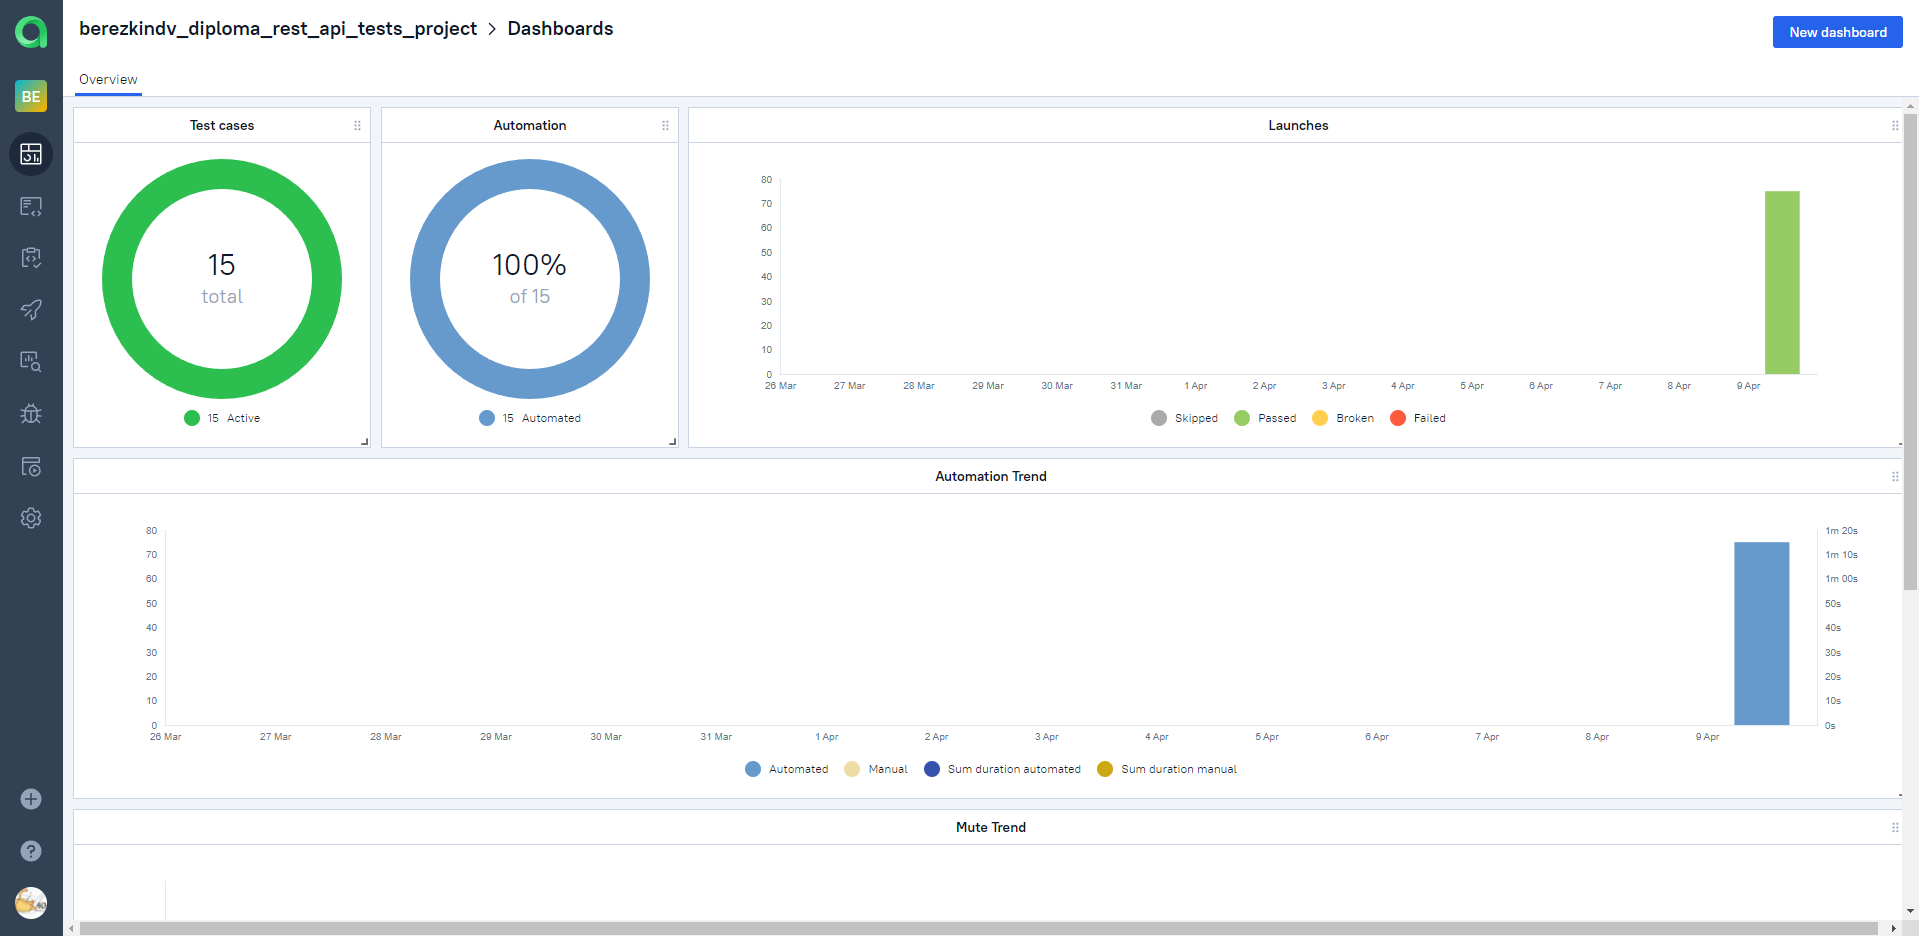 berezkindv_diploma_rest_api_tests_project > Dashboards
New dashboard
Overview
BE
Test cases
15
total
15 Active
Automation
100%
of 15
15 Automated
Launches
80
70
60
50
40
30
20
10
0
26 Mar 27 Mar 28 Mar 29 Mar 30 Mar 31 Mar 1 Apr 2 Apr 3 Apr 4 Apr 5 Apr 6 Apr 7 Apr 8 Apr 9 Apr
Skipped Passed Broken Failed
Automation Trend
80 1m 20s
70 1m 10s
60 1m 00s
50 50s
40 40s
30 30s
20 20s
10 10s
0 0s
26 Mar 27 Mar 28 Mar 29 Mar 30 Mar 31 Mar 1 Apr 2 Apr 3 Apr 4 Apr 5 Apr 6 Apr 7 Apr 8 Apr 9 Apr
Automated Manual Sum duration automated Sum duration manual
Mute Trend